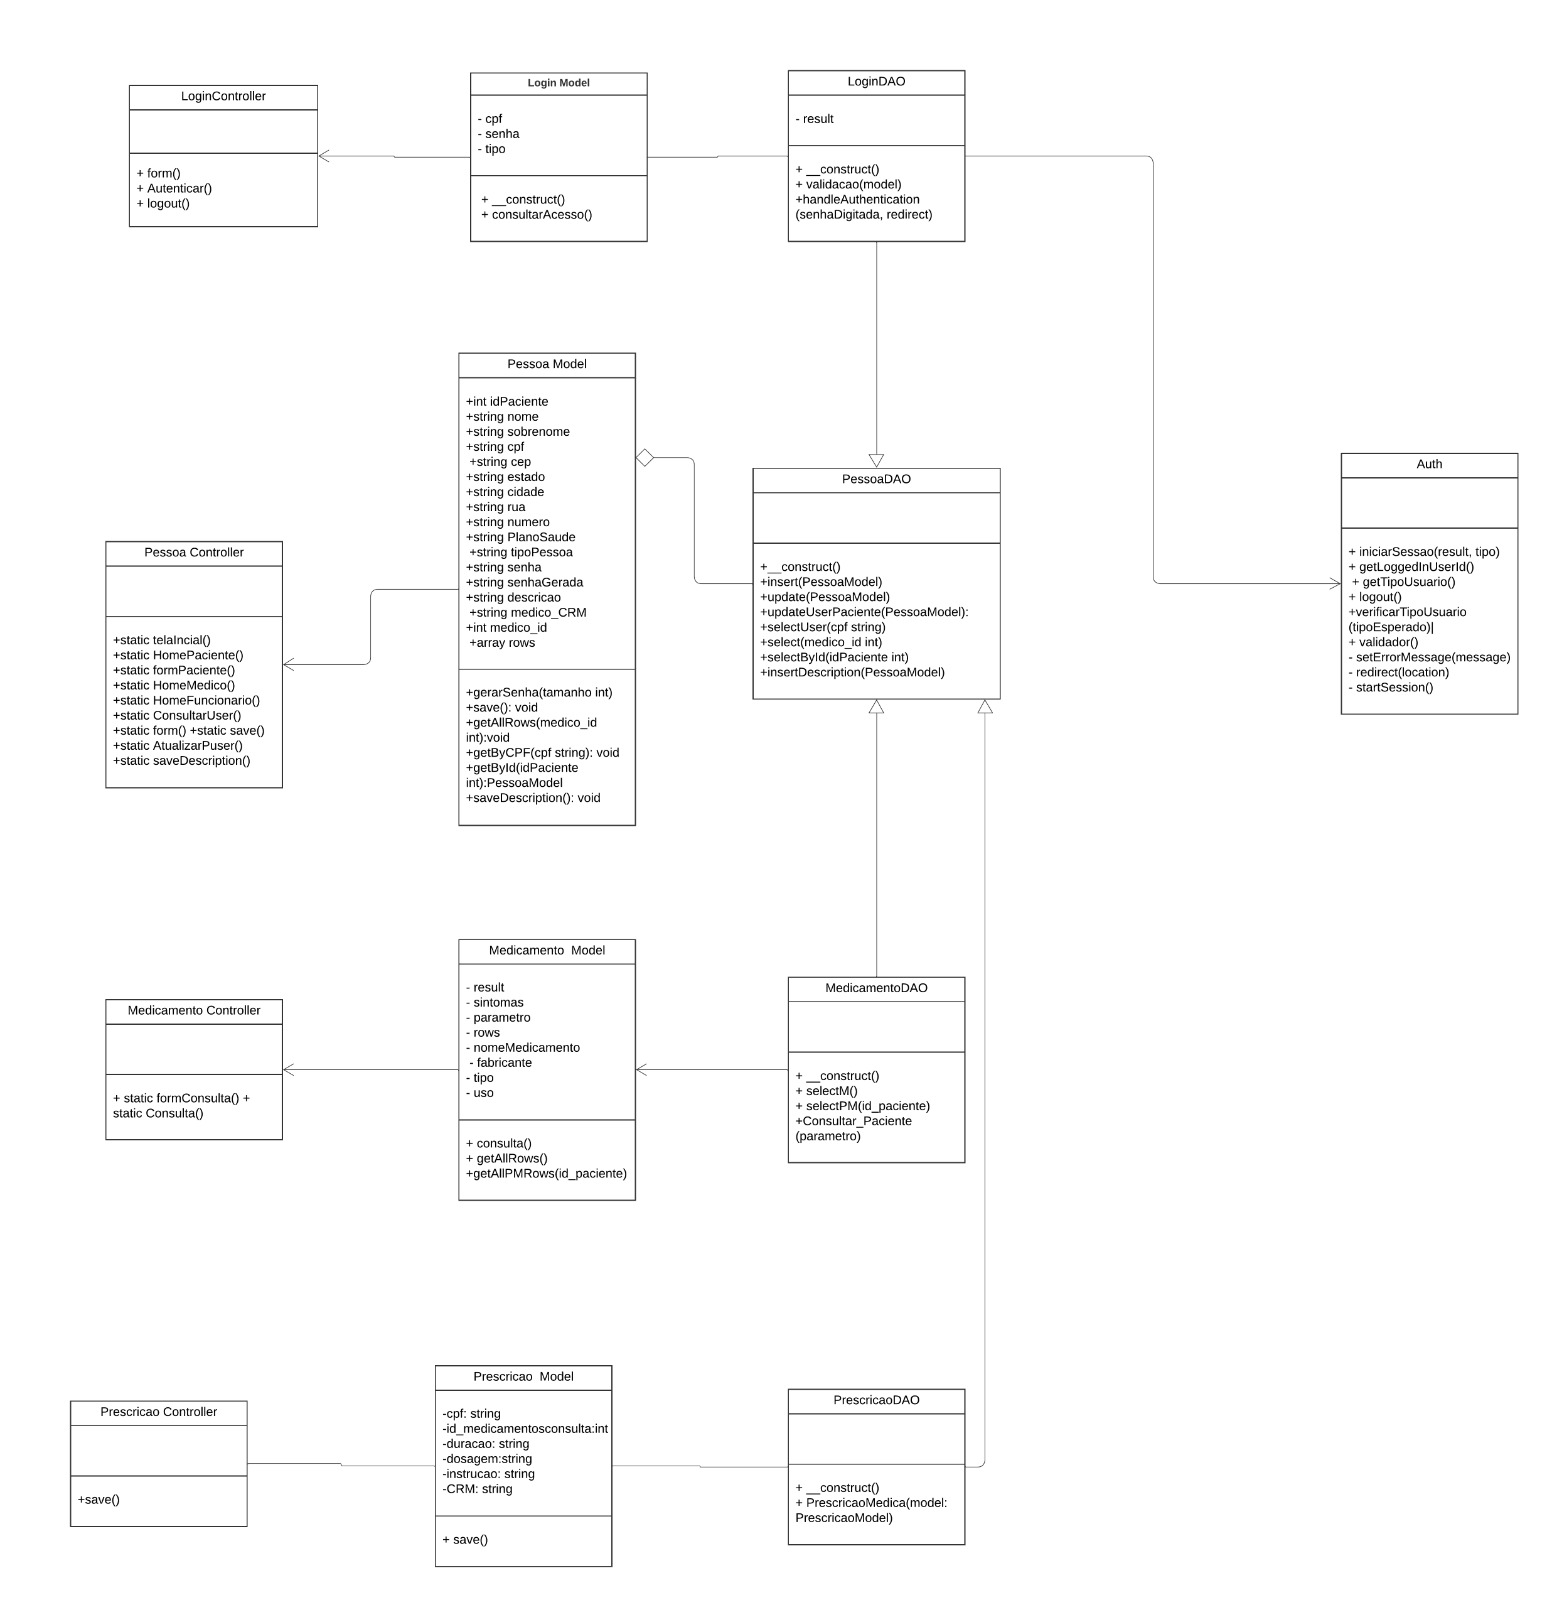 LoginController
+ form()
+ Autenticar()
+ logout()
Login Model
- cpf
- senha
- tipo
+ __construct()
+ consultarAcesso()
LoginDAO
- result
+ __construct()
+ validacao(model)
+handleAuthentication
(senhaDigitada, redirect)
Pessoa Model
+int idPaciente
+string nome
+string sobrenome
+string cpf
+string cep
+string estado
+string cidade
+string rua
+string numero
+string PlanoSaude
+string tipoPessoa
+string senha
+string senhaGerada
+string descricao
+string medico_CRM
+int medico_id
+array rows
+gerarSenha(tamanho int)
+save(): void
+getAllRows(medico_id
int):void
+getByCPF(cpf string): void
+getById(idPaciente
int):PessoaModel
+saveDescription(): void
PessoaDAO
+__construct()
+insert(PessoaModel)
+update(PessoaModel)
+updateUserPaciente(PessoaModel):
+selectUser(cpf string)
+select(medico_id int)
+selectById(idPaciente int)
+insertDescription(PessoaModel)
Auth
+ iniciarSessao(result, tipo)
+ getLoggedInUserId()
+ getTipoUsuario()
+ logout()
+verificarTipoUsuario
(tipoEsperado)|
+ validador()
- setErrorMessage(message)
- redirect(location)
- startSession()
Pessoa Controller
+static telaIncial()
+static HomePaciente()
+static formPaciente()
+static HomeMedico()
+static HomeFuncionario()
+static ConsultarUser()
+static form() +static save()
+static AtualizarPuser()
+static saveDescription()
Medicamento Controller
+ static formConsulta() +
static Consulta()
Medicamento  Model
- result
- sintomas
- parametro
- rows
- nomeMedicamento
- fabricante
- tipo
- uso
+ consulta()
+ getAllRows()
+getAllPMRows(id_paciente)
MedicamentoDAO
+ __construct()
+ selectM()
+ selectPM(id_paciente)
+Consultar_Paciente
(parametro)
Prescricao Controller
+save()
Prescricao  Model
-cpf: string
-id_medicamentosconsulta:int
-duracao: string
-dosagem:string
-instrucao: string
-CRM: string
+ save()
PrescricaoDAO
+ __construct()
+ PrescricaoMedica(model:
PrescricaoModel)